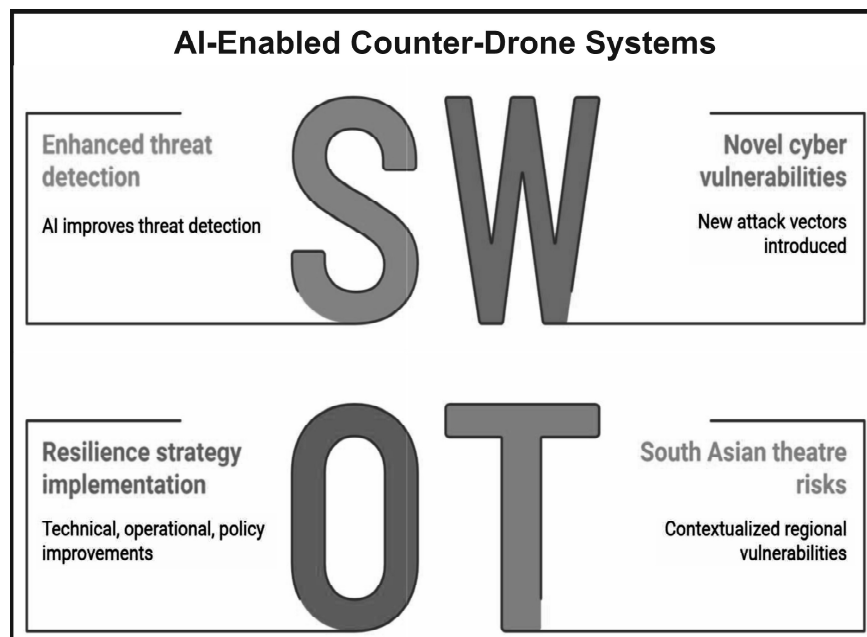 AI-Enabled Counter-Drone Systems
Enhanced threat
detection
AI improves threat detection
S
W
Novel cyber
vulnerabilities
New attack vectors
introduced
Resilience strategy
implementation
Technical, operational, policy
improvements
O
T
South Asian theatre
risks
Contextualized regional
vulnerabilities